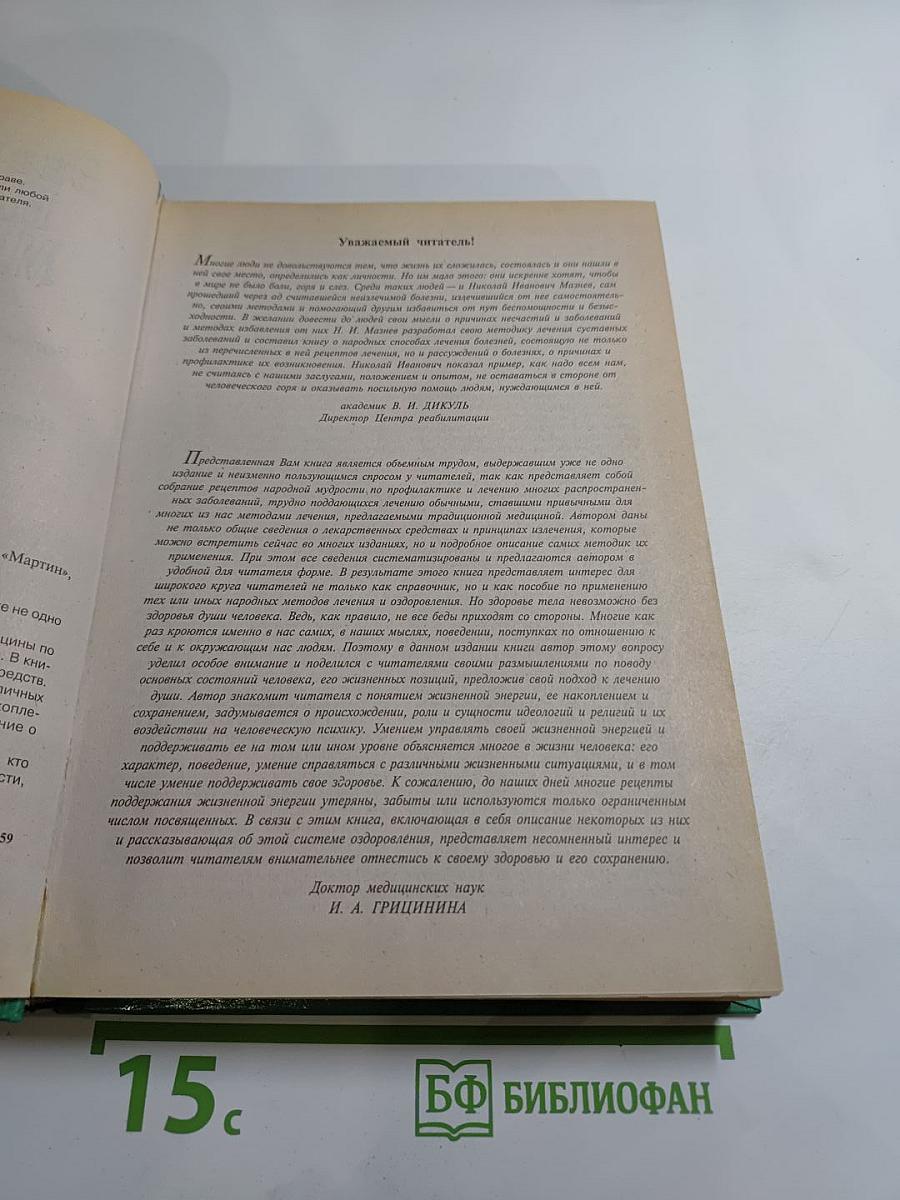 раве.
ли любой
ателя.
«Мартин»,
е не одно
цины по
. В кни-
редств.
личных
копле-
ние о
кто
сти,
59
Уважаемый читатель!
Многие люди не довольствуются тем, что жизнь их сложилась, состоялась и они нашли в
ней свое место, определились как личности. Но им мало этого: они искренне хотят, чтобы
в мире не было боли, горя и слез. Среди таких людей — и Николай Иванович Мазнев, сам
прошедший через ад считавшейся неизлечимой болезни, излечившийся от нее самостоятель-
но, своими методами и помогающий другим избавиться от пут беспомощности и безыс-
ходности. В желании довести до людей свои мысли о причинах несчастий и заболеваний
и методах избавления от них Н. И. Мазнев разработал свою методику лечения суставных
заболеваний и составил книгу о народных способах лечения болезней, состоящую не только
из перечисленных в ней рецептов лечения, но и рассуждений о болезнях, о причинах и
профилактике их возникновения. Николай Иванович показал пример, как надо всем нам,
не считаясь с нашими заслугами, положением и опытом, не оставаться в стороне от
человеческого горя и оказывать посильную помощь людям, нуждающимся в ней.
академик В. И. ДИКУЛЬ
Директор Центра реабилитации
Представленная Вам книга является объемным трудом, выдержавшим уже не одно
издание и неизменно пользующимся спросом у читателей, так как представляет собой
собрание рецептов народной мудрости по профилактике и лечению многих распространен-
ных заболеваний, трудно поддающихся лечению обычными, ставшими привычными для
многих из нас методами лечения, предлагаемыми традиционной медициной. Автором даны
не только общие сведения о лекарственных средствах и принципах излечения, которые
можно встретить сейчас во многих изданиях, но и подробное описание самих методик их
применения. При этом все сведения систематизированы и предлагаются автором в
удобной для читателя форме. В результате этого книга представляет интерес для
широкого круга читателей не только как справочник, но и как пособие по применению
тех или иных народных методов лечения и оздоровления. Но здоровье тела невозможно без
здоровья души человека. Ведь, как правило, не все беды приходят со стороны. Многие как
раз кроются именно в нас самих, в наших мыслях, поведении, поступках по отношению к
себе и к окружающим нас людям. Поэтому в данном издании книги автор этому вопросу
уделил особое внимание и поделился с читателями своими размышлениями по поводу
основных состояний человека, его жизненных позиций, предложив свой подход к лечению
души. Автор знакомит читателя с понятием жизненной энергии, ее накоплением и
сохранением, задумывается о происхождении, роли и сущности идеологий и религий и их
воздействии на человеческую психику. Умением управлять своей жизненной энергией и
поддерживать ее на том или ином уровне объясняется многое в жизни человека: его
характер, поведение, умение справляться с различными жизненными ситуациями, и в том
числе умение поддерживать свое здоровье. К сожалению, до наших дней многие рецепты
поддержания жизненной энергии утеряны, забыты или используются только ограниченным
числом посвященных. В связи с этим книга, включающая в себя описание некоторых из них
и рассказывающая об этой системе оздоровления, представляет несомненный интерес и
позволит читателям внимательнее отнестись к своему здоровью и его сохранению.
Доктор медицинских наук
И. А. ГРИЦИНИНА
15 с
БФ БИБЛИОФАН